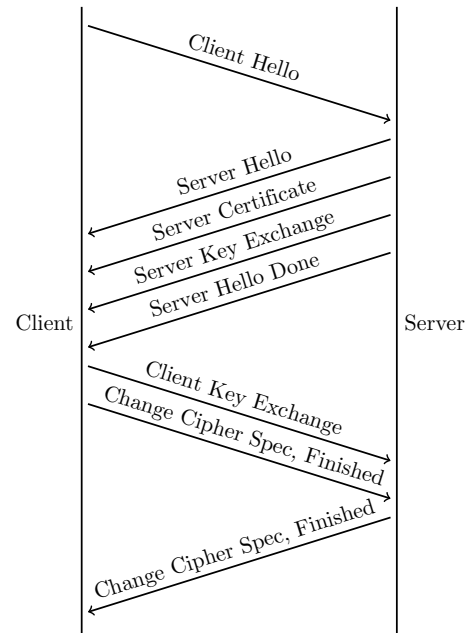 Client Hello
Server Hello
Server Certificate
Server Key Exchange
Server Hello Done
Client
Server
Client Key Exchange
Change Cipher Spec, Finished
Change Cipher Spec, Finished